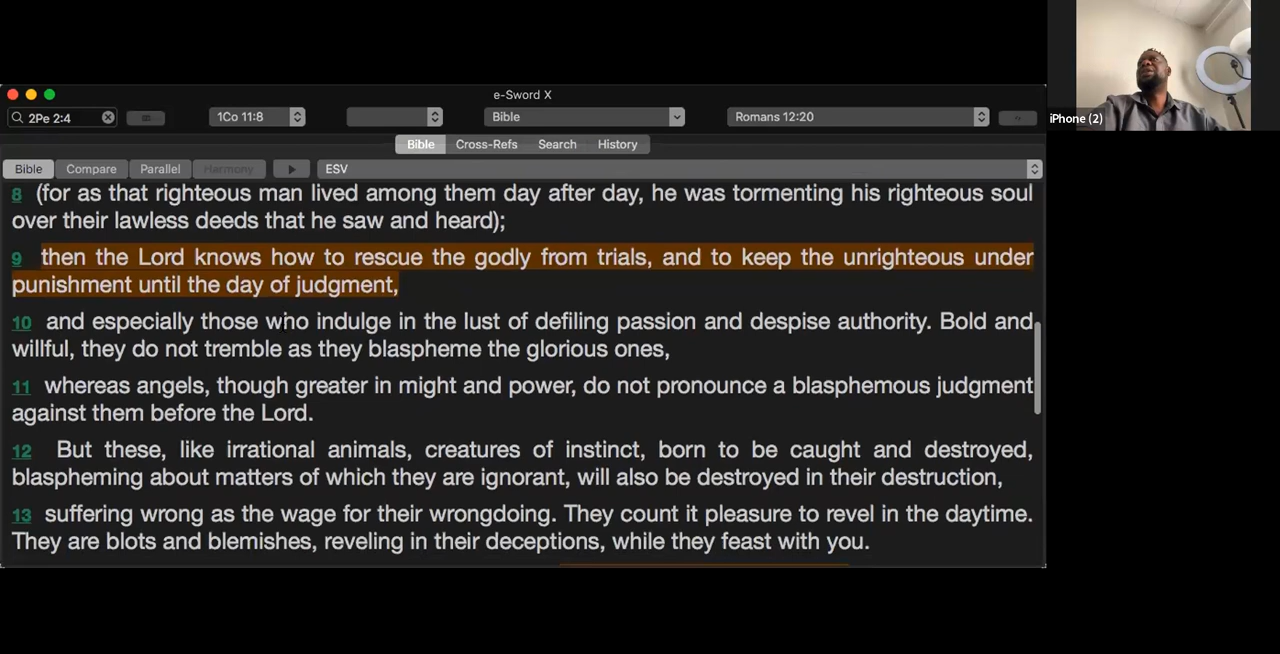 e-Sword X
2Pe 2:4
1Co 11:8
Bible
Romans 12:20
iPhone (2)
Bible Cross-Refs Search History
Bible Compare Parallel Harmony ESV
8 (for as that righteous man lived among them day after day, he was tormenting his righteous soul
over their lawless deeds that he saw and heard);
9 then the Lord knows how to rescue the godly from trials, and to keep the unrighteous under
punishment until the day of judgment,
10 and especially those who indulge in the lust of defiling passion and despise authority. Bold and
willful, they do not tremble as they blaspheme the glorious ones,
11 whereas angels, though greater in might and power, do not pronounce a blasphemous judgment
against them before the Lord.
12 But these, like irrational animals, creatures of instinct, born to be caught and destroyed,
blaspheming about matters of which they are ignorant, will also be destroyed in their destruction,
13 suffering wrong as the wage for their wrongdoing. They count it pleasure to revel in the daytime.
They are blots and blemishes, reveling in their deceptions, while they feast with you.